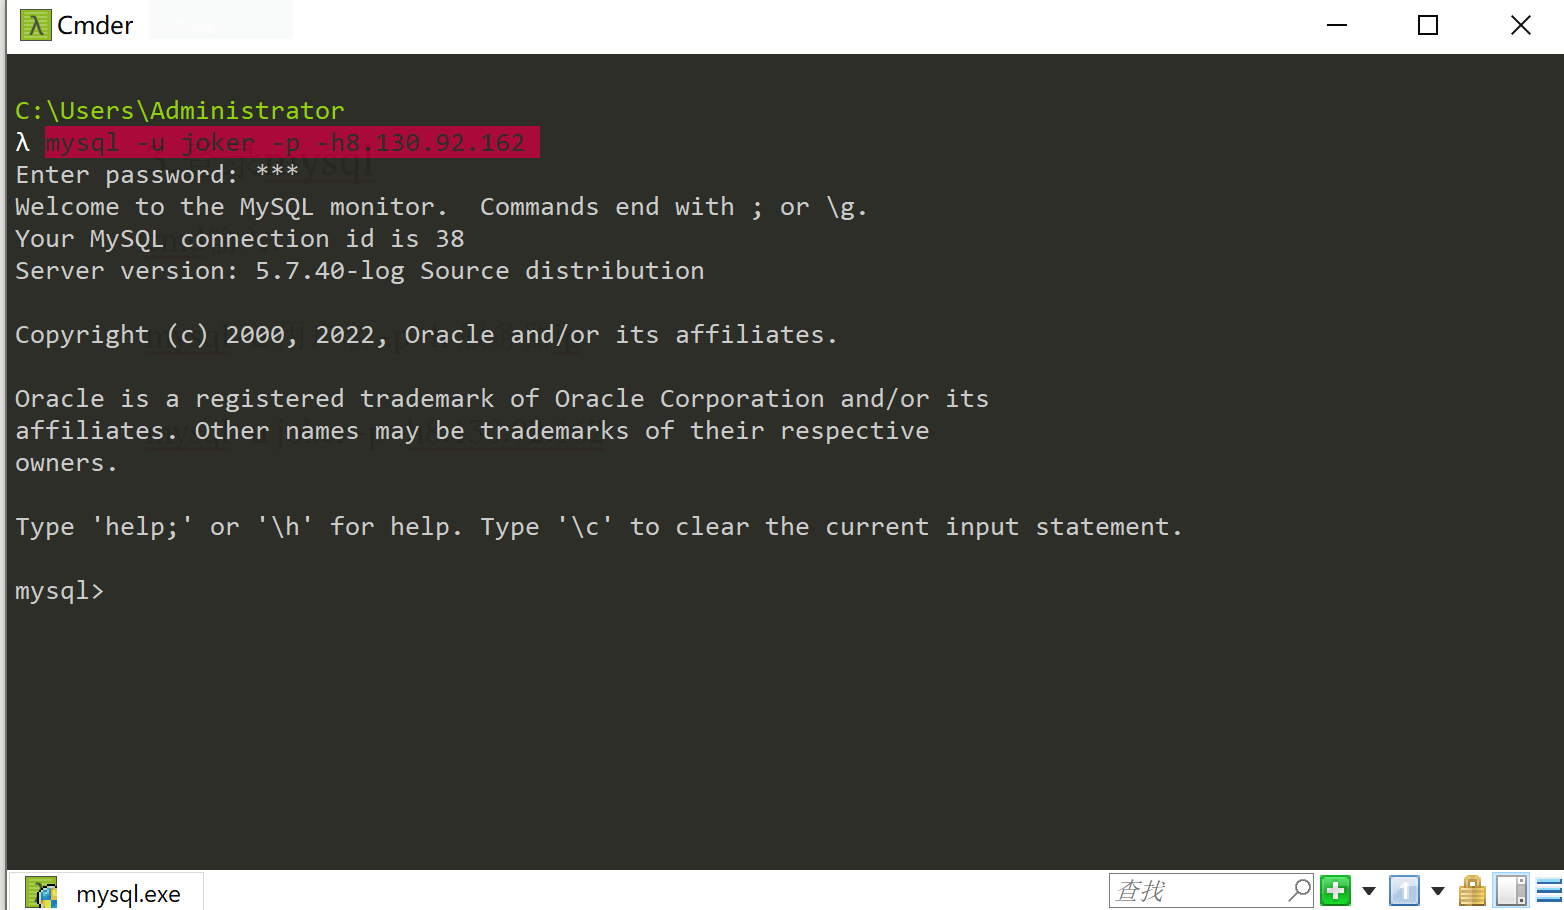 Cmder
C:\Users\Administrator
λ mysql -u joker -p -h8.130.92.162
Enter password: ***
Welcome to the MySQL monitor.  Commands end with ; or \g.
Your MySQL connection id is 38
Server version: 5.7.40-log Source distribution
Copyright (c) 2000, 2022, Oracle and/or its affiliates.
Oracle is a registered trademark of Oracle Corporation and/or its
affiliates. Other names may be trademarks of their respective
owners.
Type 'help;' or '\h' for help. Type '\c' to clear the current input statement.
mysql>
mysql.exe
查找
1